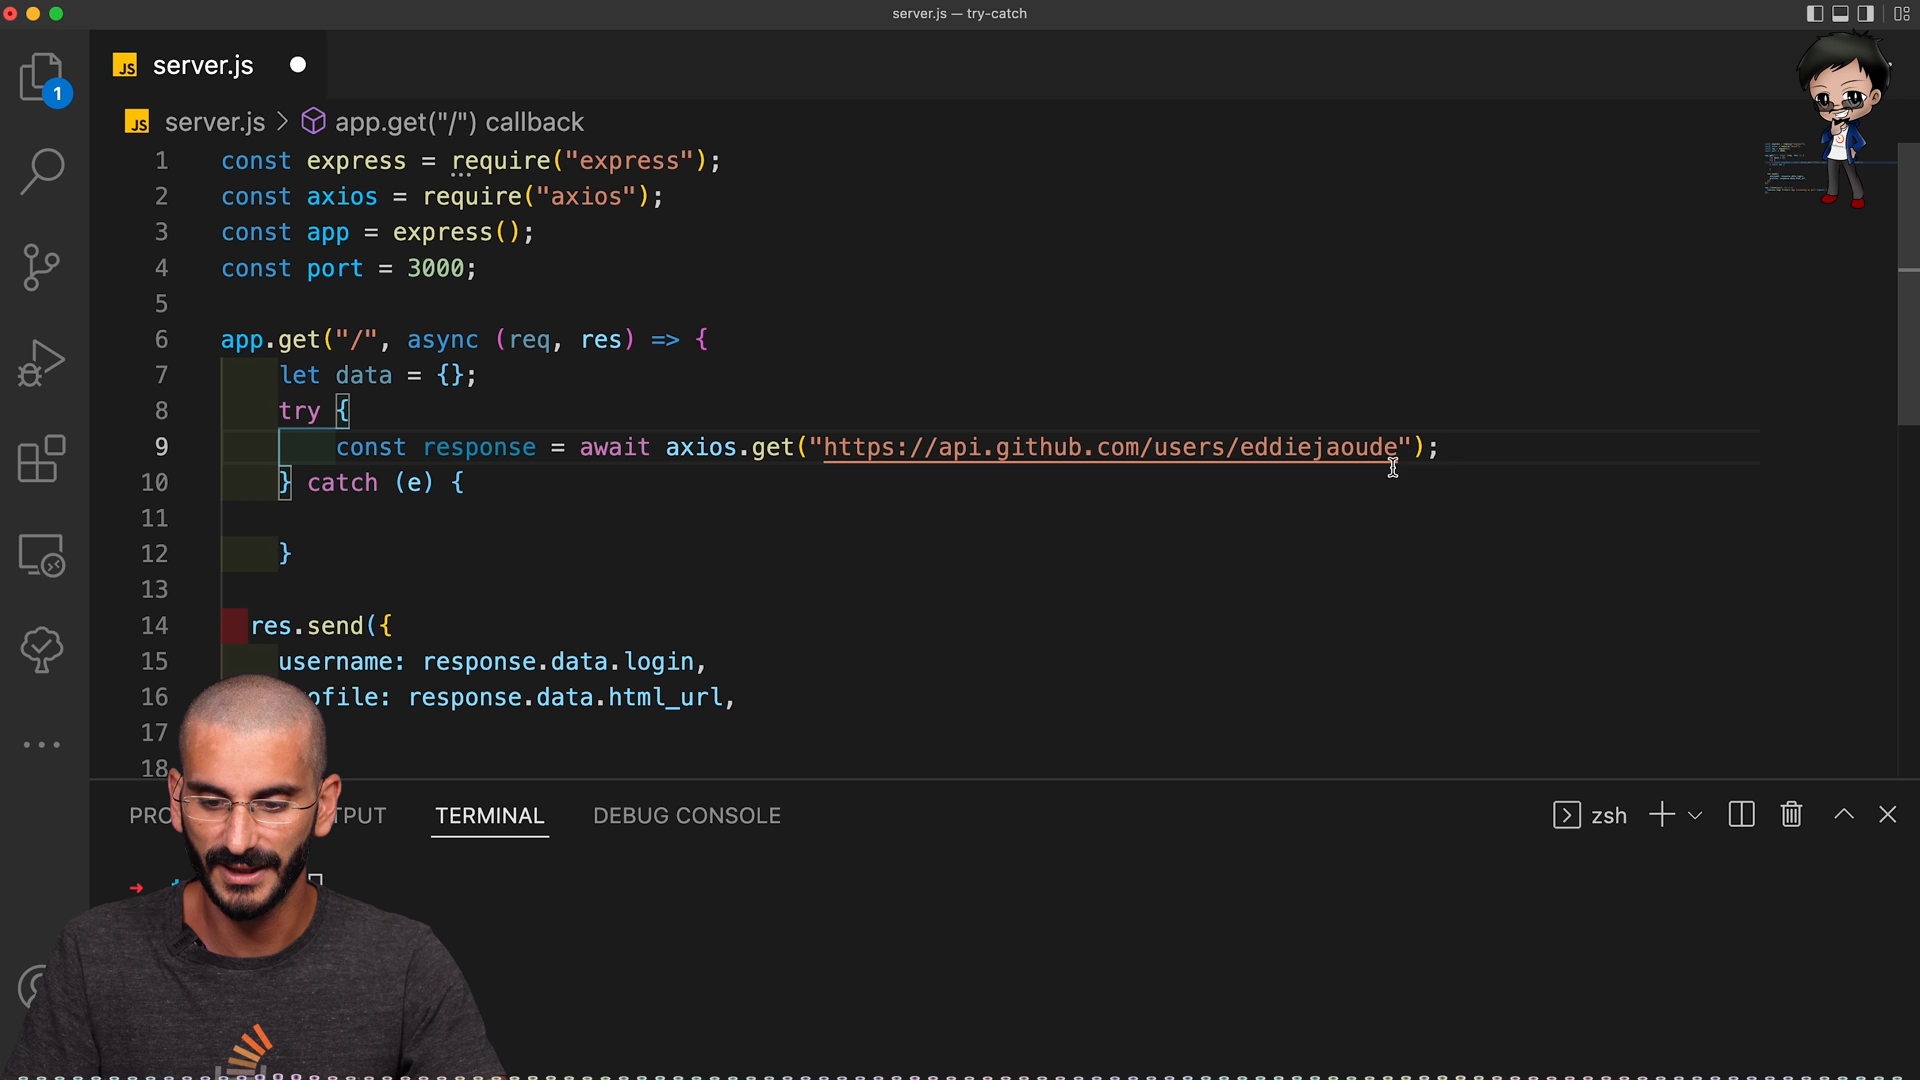 server.js — try-catch
JS server.js
1
JS server.js > app.get("/") callback
1 const express = require("express");
2 const axios = require("axios");
3 const app = express();
4 const port = 3000;
5
6 app.get("/", async (req, res) => {
7 let data = {};
8 try {
9 const response = await axios.get("https://api.github.com/users/eddiejaoude");
10 } catch (e) {
11
12 }
13
14 res.send({
15 username: response.data.login,
16 ofile: response.data.html_url,
17
18
PRO TPUT TERMINAL DEBUG CONSOLE zsh